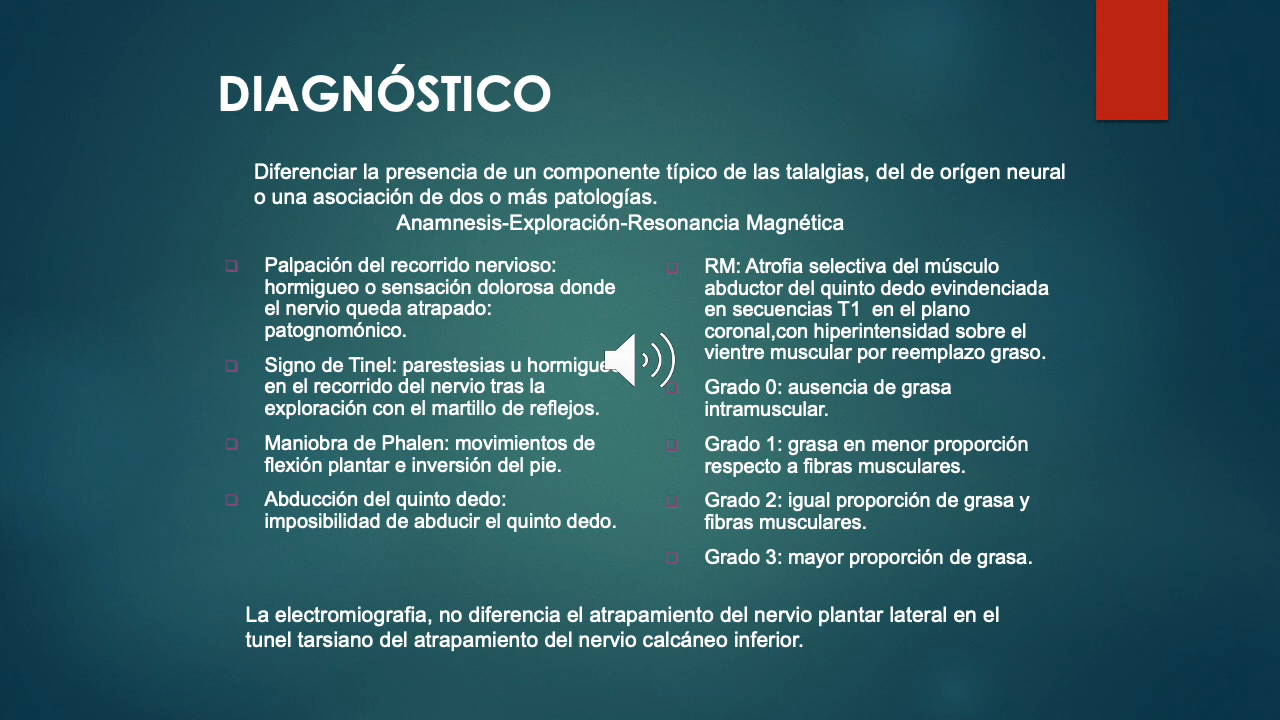 DIAGNÓSTICO
Diferenciar la presencia de un componente típico de las talalgias, del de orígen neural
o una asociación de dos o más patologías.
Anamnesis-Exploración-Resonancia Magnética
Palpación del recorrido nervioso:
hormigueo o sensación dolorosa donde
el nervio queda atrapado:
patognomónico.
Signo de Tinel: parestesias u
en el recorrido del nervio tras la
exploración con el martillo de reflejos.
Maniobra de Phalen: movimientos de
flexión plantar e inversión del pie.
Abducción del quinto dedo:
imposibilidad de abducir el quinto dedo.
RM: Atrofia selectiva del músculo
abductor del quinto dedo evindenciada
en secuencias T1 en el plano
coronal,con hiperintensidad sobre el
vientre muscular por reemplazo graso.
Grado 0: ausencia de grasa
intramuscular.
Grado 1: grasa en menor proporción
respecto a fibras musculares.
Grado 2: igual proporción de grasa y
fibras musculares.
Grado 3: mayor proporción de grasa.
La electromiografia, no diferencia el atrapamiento del nervio plantar lateral en el
tunel tarsiano del atrapamiento del nervio calcáneo inferior.